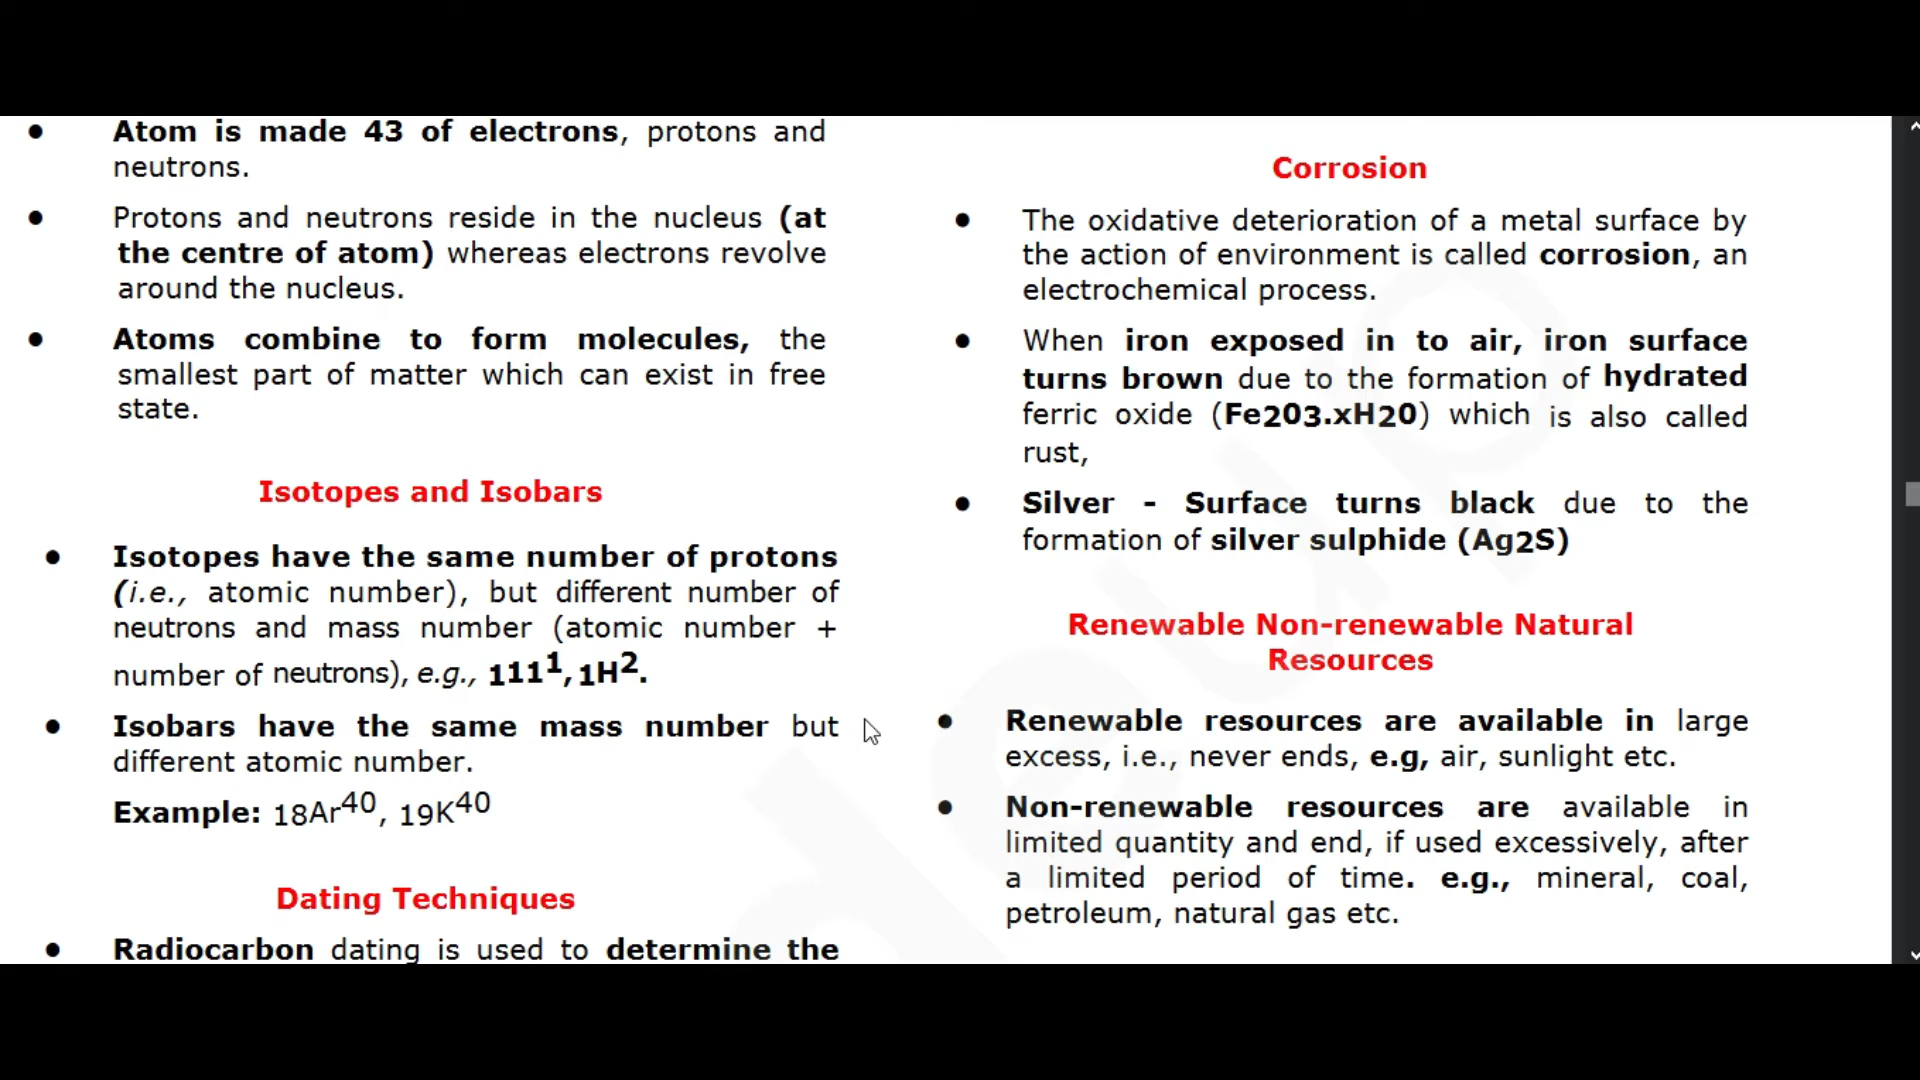 ● Atom is made 43 of electrons, protons and
neutrons.
● Protons and neutrons reside in the nucleus (at
the centre of atom) whereas electrons revolve
around the nucleus.
● Atoms combine to form molecules, the
smallest part of matter which can exist in free
state.
Isotopes and Isobars
● Isotopes have the same number of protons
(i.e., atomic number), but different number of
neutrons and mass number (atomic number +
number of neutrons), e.g., 111¹, 1H².
● Isobars have the same mass number but
different atomic number.
Example: 18Ar⁴⁰, 19K⁴⁰
Dating Techniques
● Radiocarbon dating is used to determine the
Corrosion
● The oxidative deterioration of a metal surface by
the action of environment is called corrosion, an
electrochemical process.
● When iron exposed in to air, iron surface
turns brown due to the formation of hydrated
ferric oxide (Fe203.xH20) which is also called
rust,
● Silver - Surface turns black due to the
formation of silver sulphide (Ag2S)
Renewable Non-renewable Natural
Resources
● Renewable resources are available in large
excess, i.e., never ends, e.g, air, sunlight etc.
● Non-renewable resources are available in
limited quantity and end, if used excessively, after
a limited period of time. e.g., mineral, coal,
petroleum, natural gas etc.